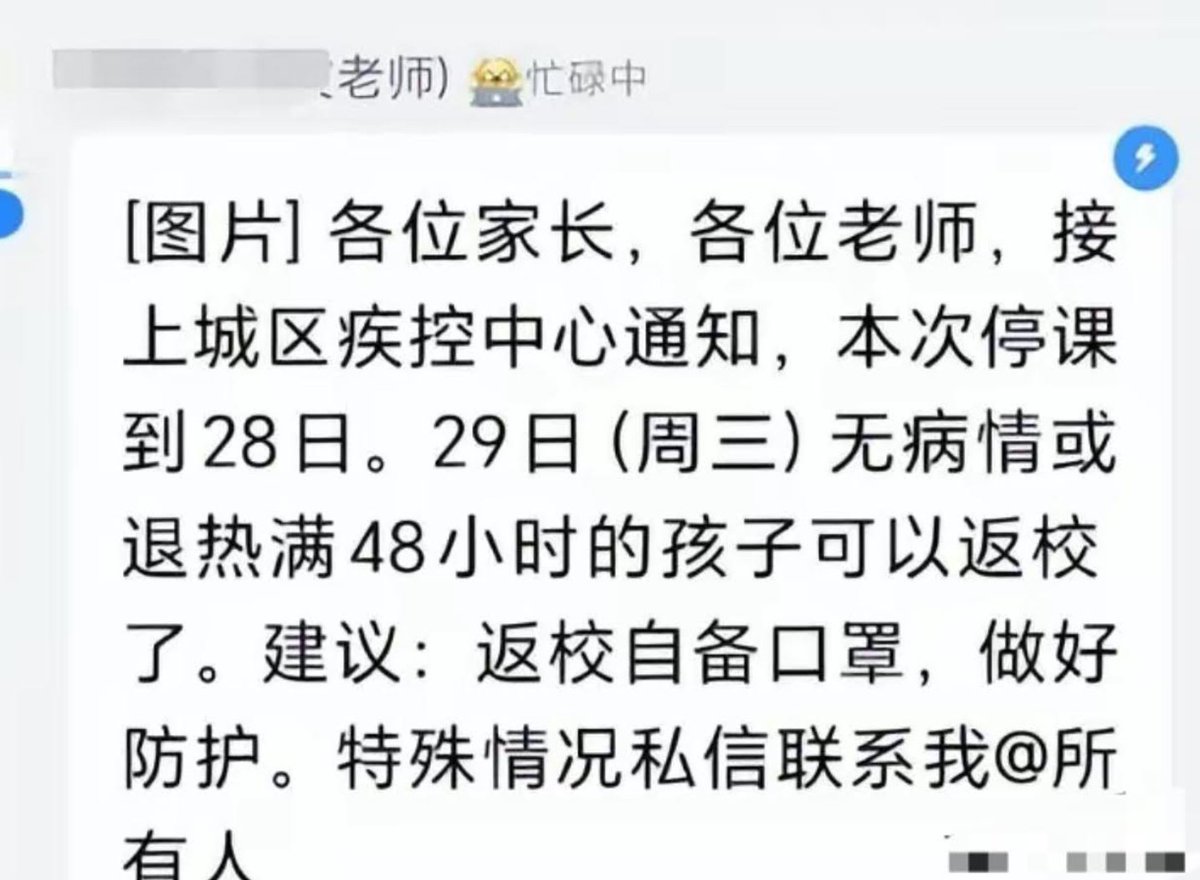 老师) 忙碌中
[图片] 各位家长，各位老师，接
上城区疾控中心通知，本次停课
到28日。29日 (周三) 无病情或
退热满48小时的孩子可以返校
了。建议：返校自备口罩，做好
防护。特殊情况私信联系我@所
有人